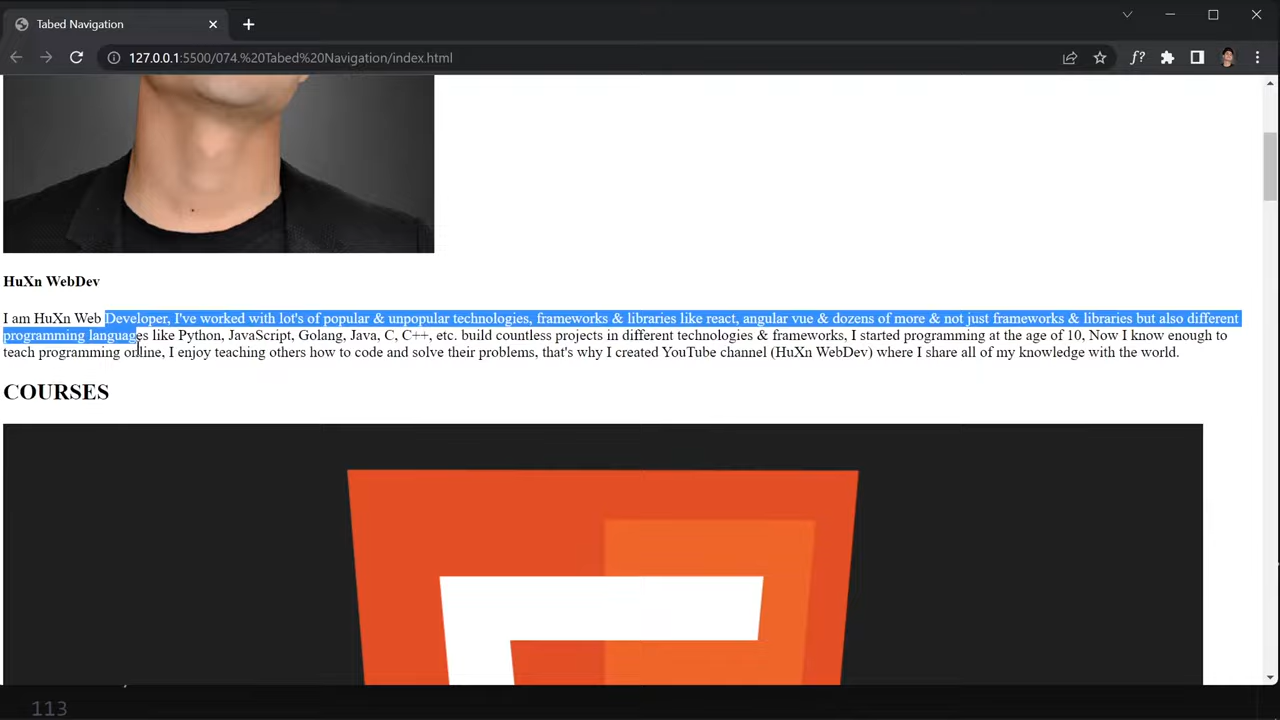 Tabed Navigation
127.0.0.1:5500/074.%20Tabed%20Navigation/index.html
f?
HuXn WebDev
I am HuXn Web Developer, I've worked with lot's of popular & unpopular technologies, frameworks & libraries like react, angular vue & dozens of more & not just frameworks & libraries but also different
programming languages like Python, JavaScript, Golang, Java, C, C++, etc. build countless projects in different technologies & frameworks, I started programming at the age of 10, Now I know enough to
teach programming online, I enjoy teaching others how to code and solve their problems, that's why I created YouTube channel (HuXn WebDev) where I share all of my knowledge with the world.
COURSES
113